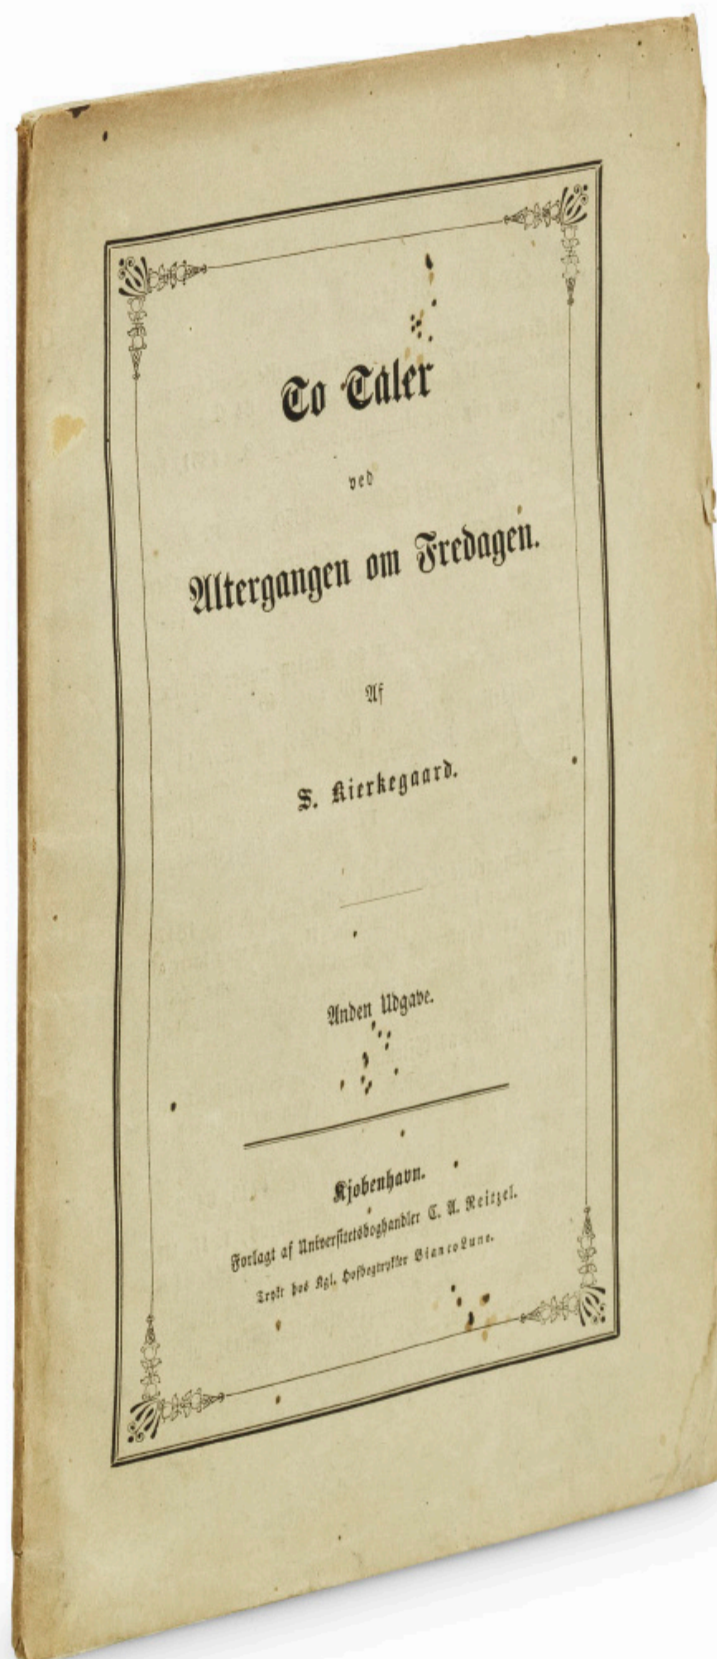 To Taler
ved
Altergangen om Fredagen.
Af
S. Kierkegaard.
Anden Udgave.
Kjøbenhavn.
Forlagt af Universitetsboghandler C. A. Reitzel.
Trykt hos Kgl. Hofbogtrykker Bianco Luno.